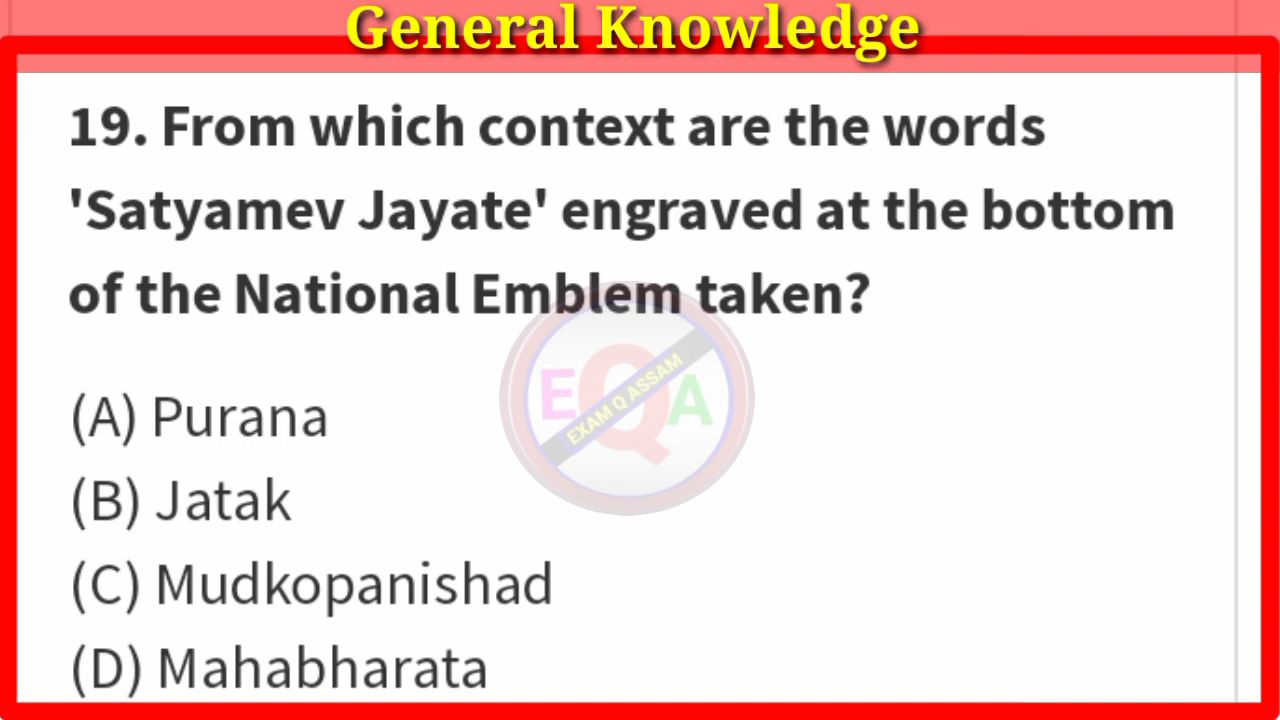 General Knowledge
19. From which context are the words
'Satyamev Jayate' engraved at the bottom
of the National Emblem taken?
EQA
EXAM Q ASSAM
(A) Purana
(B) Jatak
(C) Mudkopanishad
(D) Mahabharata